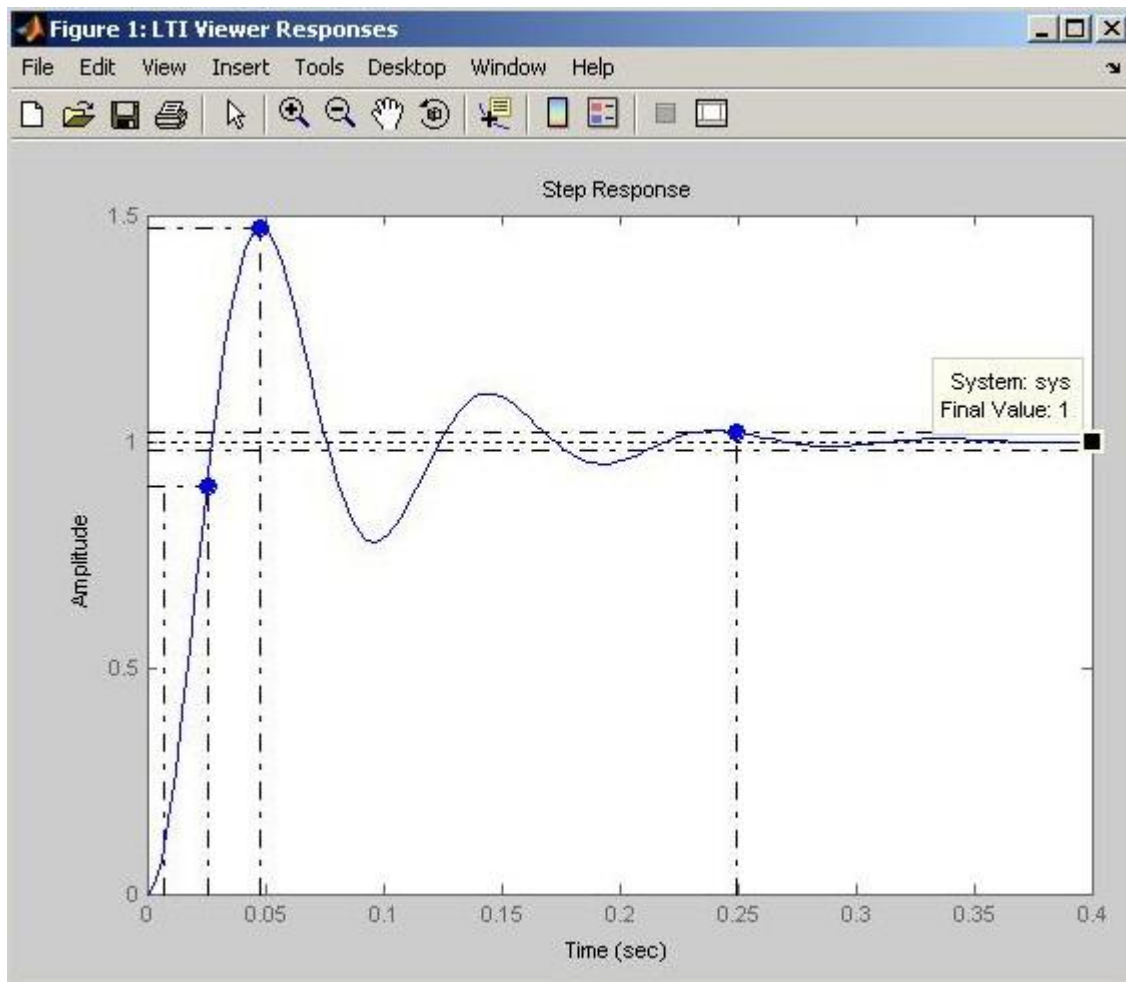 Figure 1: LTI Viewer Responses
File Edit View Insert Tools Desktop Window Help
Step Response
1.5
1
0.5
0
Amplitude
System: sys
Final Value: 1
0 0.05 0.1 0.15 0.2 0.25 0.3 0.35 0.4
Time (sec)